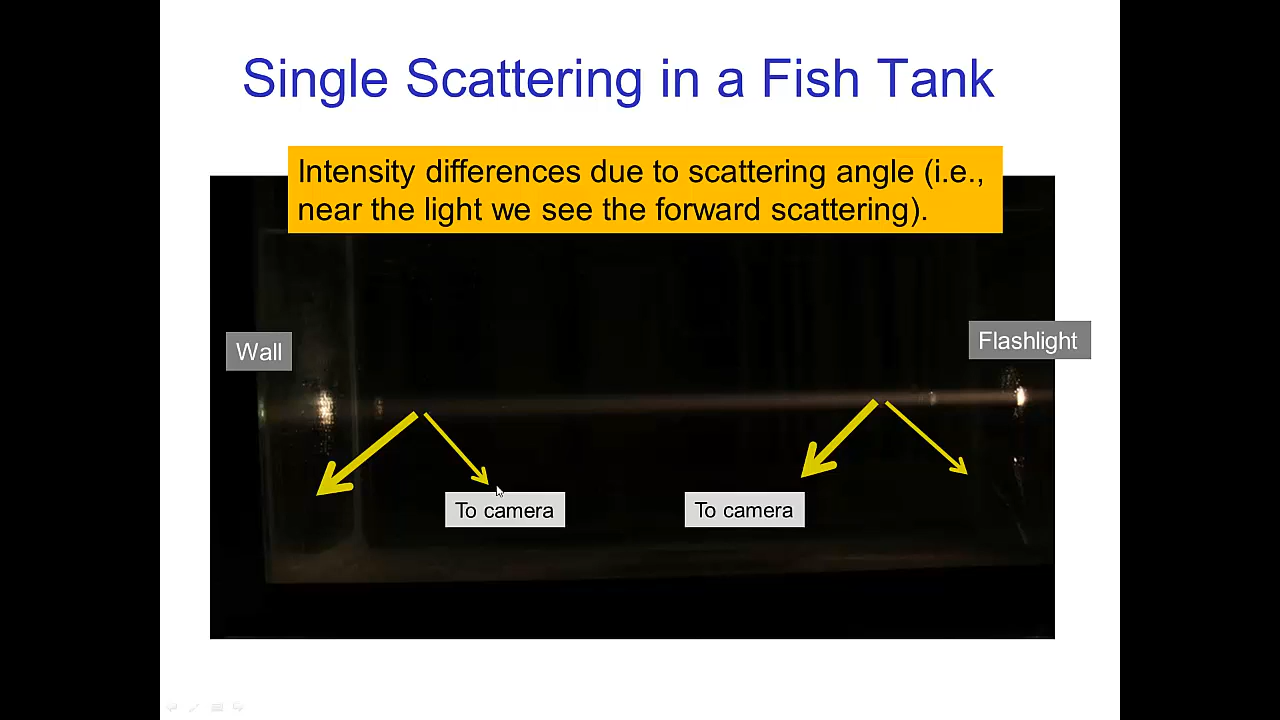 Single Scattering in a Fish Tank
Intensity differences due to scattering angle (i.e.,
near the light we see the forward scattering).
Wall
Flashlight
To camera
To camera